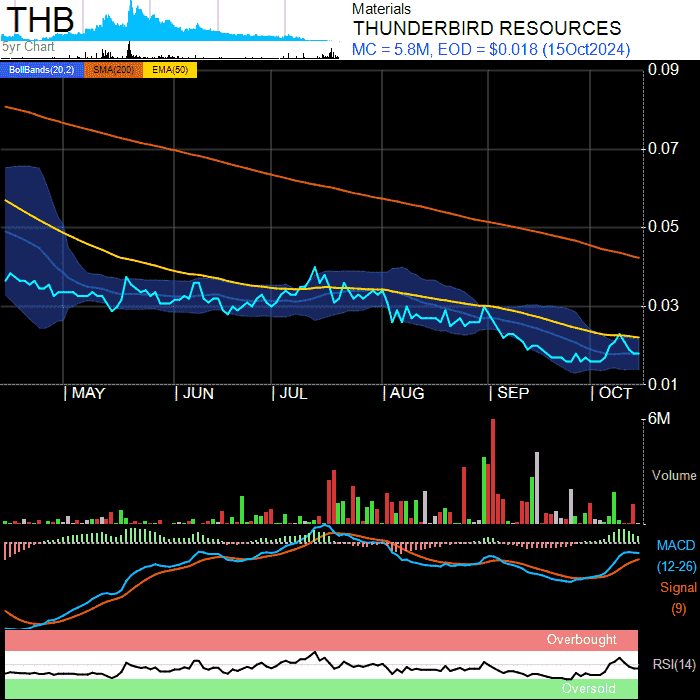 THB
5yr Chart
Materials
THUNDERBIRD RESOURCES
MC = 5.8M, EOD = $0.018 (15Oct2024)
BollBands(20,2) SMA(200) EMA(50)
0.09
0.07
0.05
0.03
0.01
| MAY | JUN | JUL | AUG | SEP | OCT
6M
Volume
MACD
(12-26)
Signal
(9)
Overbought
RSI(14)
Oversold